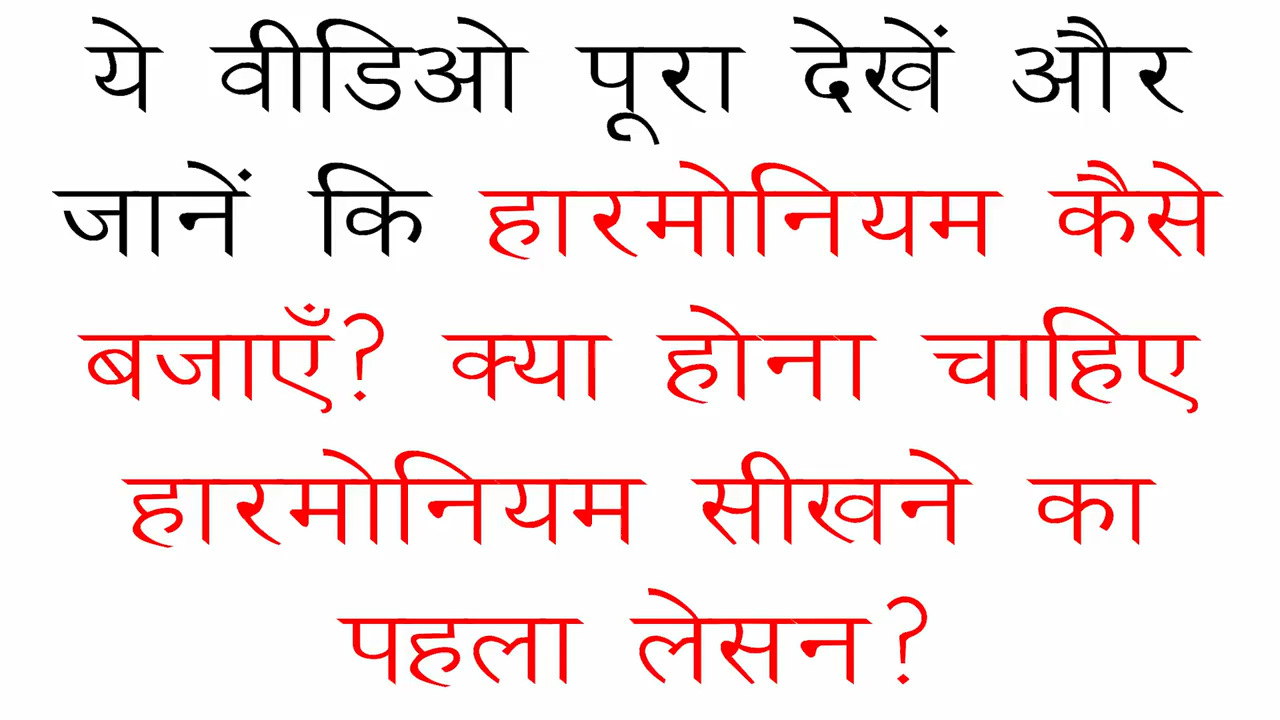 ये वीडिओ पूरा देखें और
जानें कि हारमोनियम कैसे
बजाएँ? क्या होना चाहिए
हारमोनियम सीखने का
पहला लेसन?